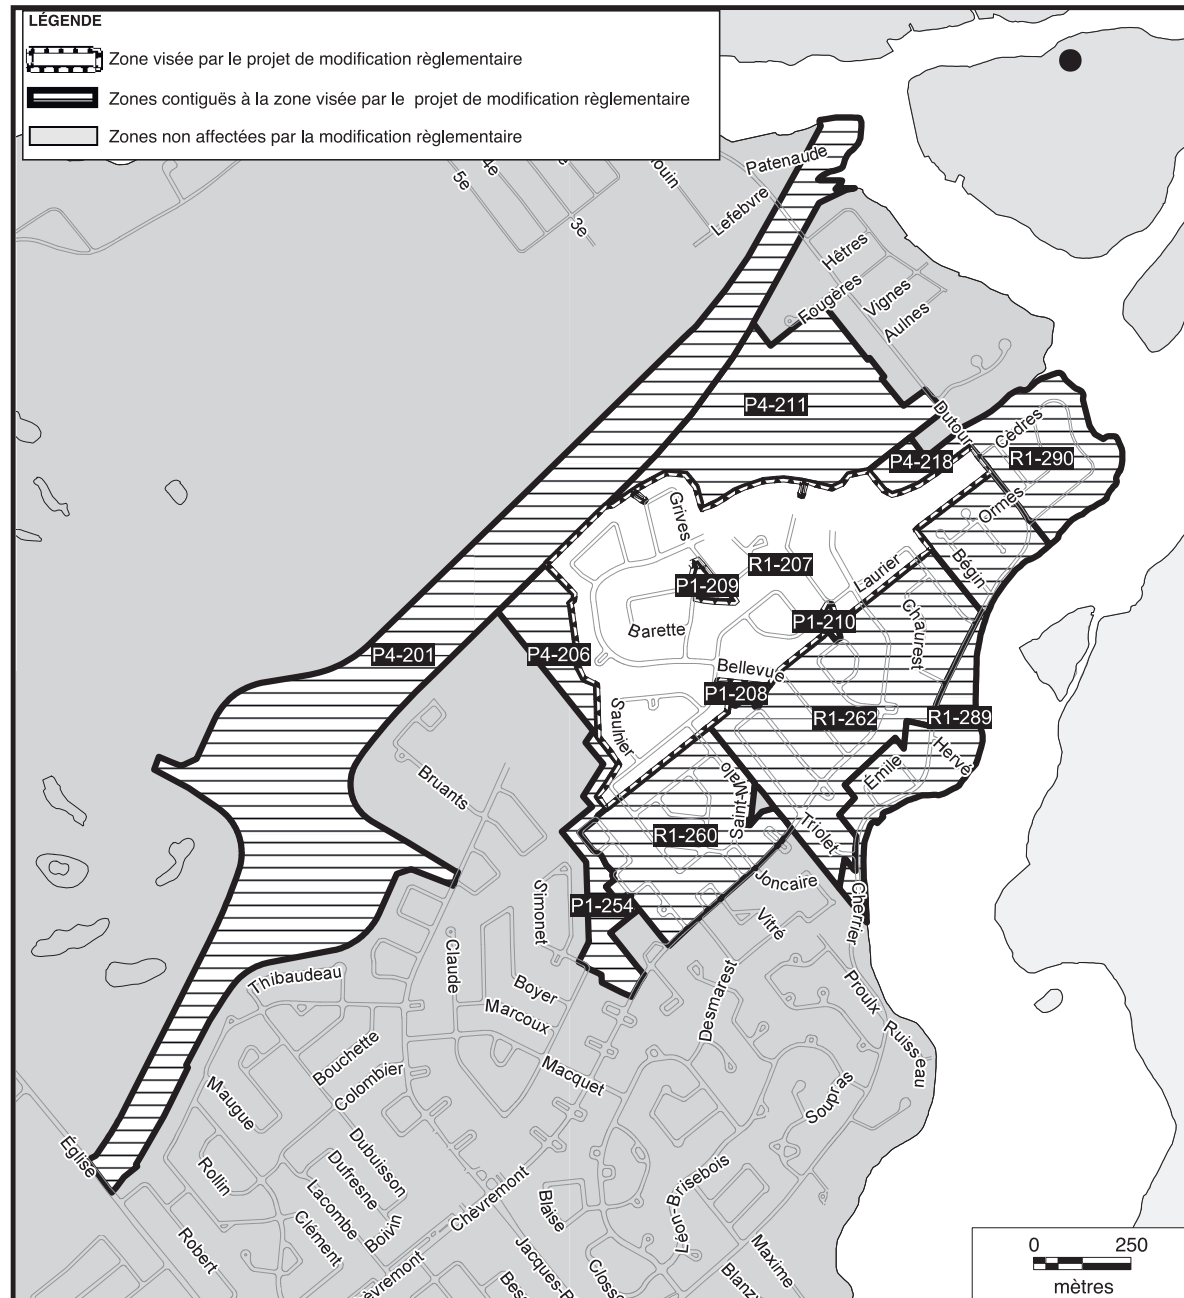 LÉGENDE
Zone visée par le projet de modification règlementaire
Zones contiguës à la zone visée par le projet de modification règlementaire
Zones non affectées par la modification règlementaire
Patenaude
4e
5e
3e
Lefebvre
Hêtres
Fougères
Vignes
Aulnes
P4-211
Dutour
Cèdres
P4-218
R1-290
Grives
Ormes
R1-207
Bégin
Laurier
P1-209
Chaurest
P1-210
Barette
P4-201
P4-206
Bellevue
P1-208
R1-262
R1-289
Saulnier
Hervé
Émile
Saint-Malo
Bruants
Triolet
R1-260
Joncaire
Simonet
P1-254
Cherrier
Vitré
Claude
Thibaudeau
Boyer
Marcoux
Desmarest
Proulx
Ruisseau
Bouchette
Macquet
Colombier
Maugue
Soupras
Église
Dubuisson
Dufresne
Rollin
Lacombe
Clément
Boivin
Chèvremont
Blaise
Léon-Brisebois
Robert
Maxime
0 250
mètres